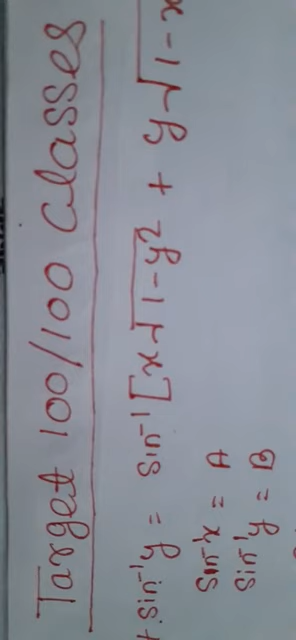 Target 100/100 Classes
+ sin⁻¹y = sin⁻¹[x√1-y² + y√1-x
sin⁻¹x = A
sin⁻¹y = B